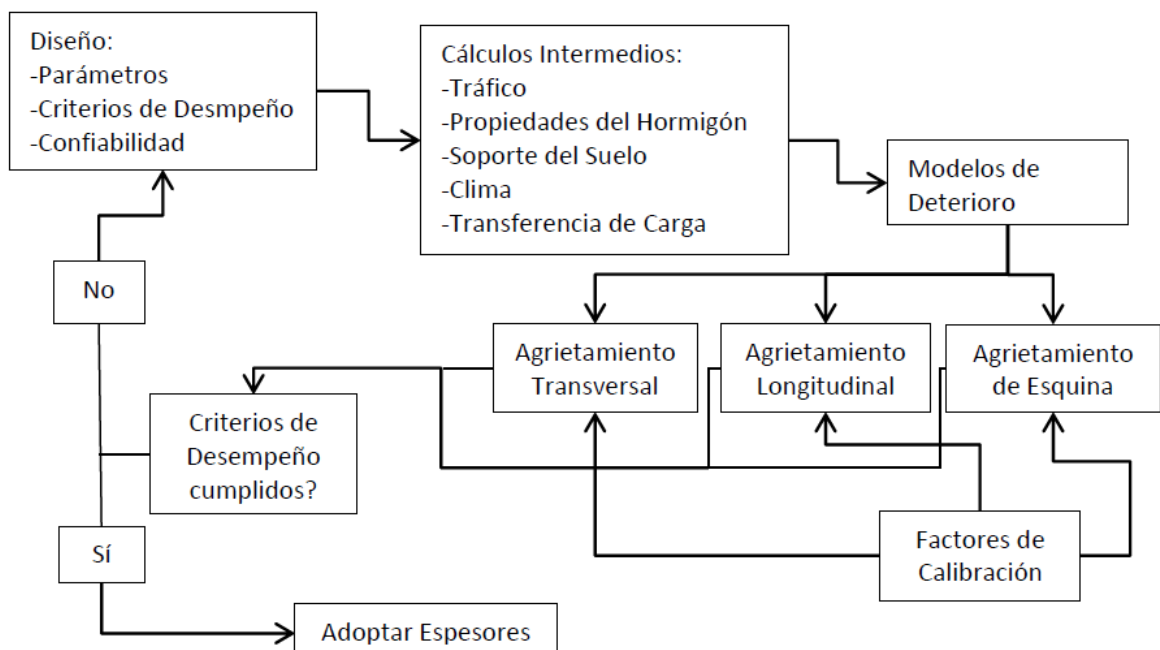 Diseño:
-Parámetros
-Criterios de Desmpeño
-Confiabilidad
Cálculos Intermedios:
-Tráfico
-Propiedades del Hormigón
-Soporte del Suelo
-Clima
-Transferencia de Carga
Modelos de
Deterioro
No
Agrietamiento
Transversal
Agrietamiento
Longitudinal
Agrietamiento
de Esquina
Criterios de
Desempeño
cumplidos?
Sí
Factores de
Calibración
Adoptar Espesores